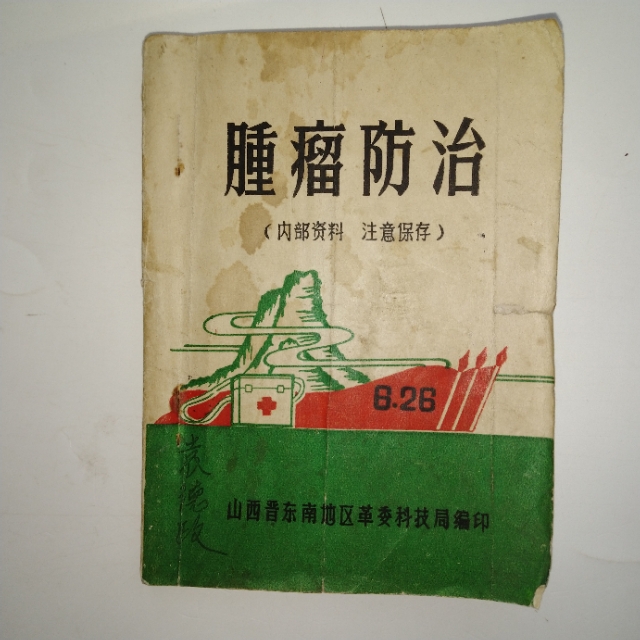 腫瘤防治
（内部资料 注意保存）
6.26
山西晋东南地区革委科技局编印